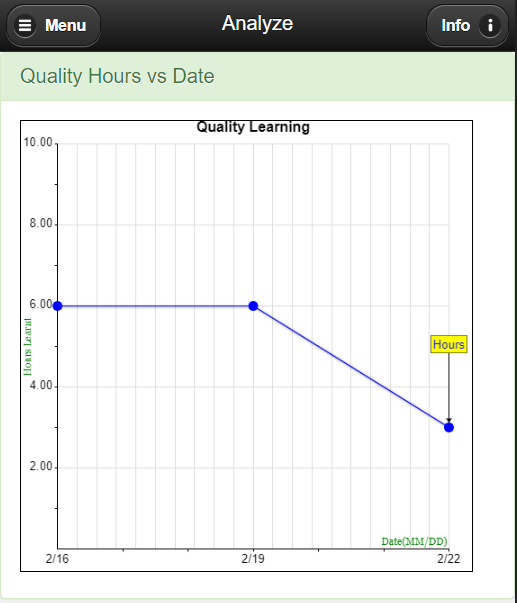 Menu
Analyze
Info
Quality Hours vs Date
Quality Learning
10.00
8.00
6.00
4.00
2.00
Hours Learnt
Hours
Date(MM/DD)
2/16
2/19
2/22